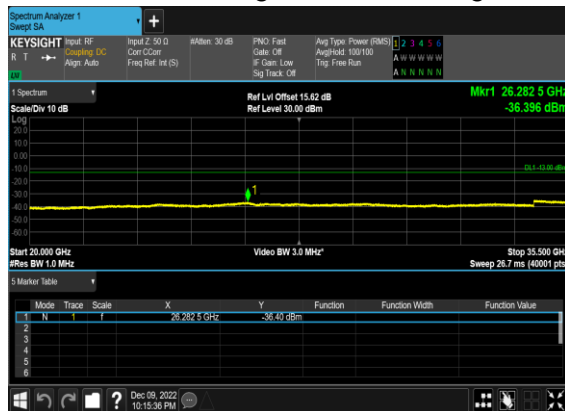 Spectrum Analyzer 1
Swept SA
+
KEYSIGHT Input: RF Input Z: 50 Ω #Atten: 30 dB PNO: Fast Avg Type: Power (RMS) 1 2 3 4 5 6
R T Coupling: DC Corr CCorr Gate: Off Avg|Hold: 100/100 A W W W W W
Align: Auto Freq Ref: Int (S) IF Gain: Low Trig: Free Run
LW Sig Track: Off A N N N N N
1 Spectrum Ref Lvl Offset 15.62 dB Mkr1 26.282 5 GHz
Scale/Div 10 dB Ref Level 30.00 dBm -36.396 dBm
Log
20.0
10.0
0.00
-10.0 DL1 -13.00 dBm
-20.0
-30.0 1
-40.0
-50.0
-60.0
Start 20.000 GHz Video BW 3.0 MHz* Stop 35.500 GHz
#Res BW 1.0 MHz Sweep 26.7 ms (40001 pts)
5 Marker Table
Mode Trace Scale X Y Function Function Width Function Value
1 N 1 f 26.282 5 GHz -36.40 dBm
2
3
4
5
6
? Dec 09, 2022
10:15:36 PM